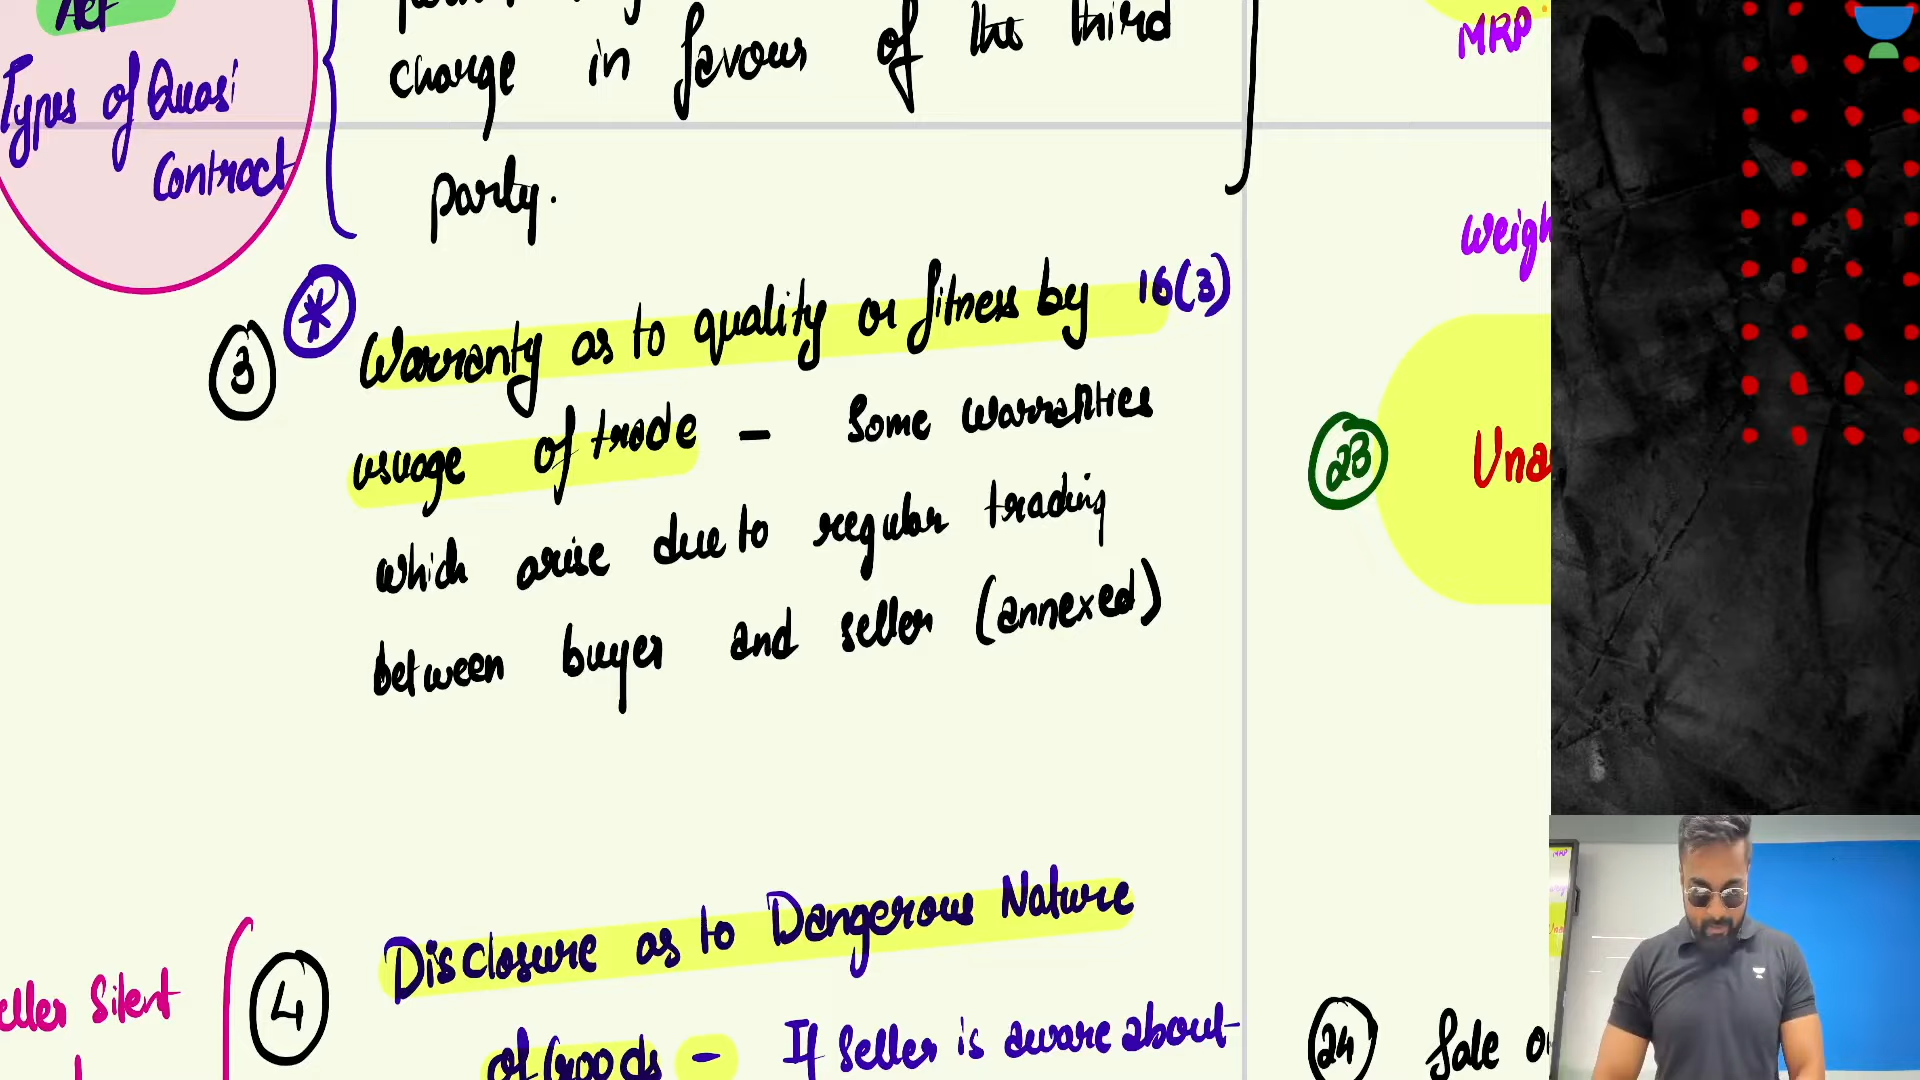 Act
Types of Quasi
Contract
charge in favour of the third
party.
3 * Warranty as to quality or fitness by 16(3)
usuage of trade - Some warranties
which arise due to regular trading
between buyer and seller (annexed)
4 Disclosure as to Dangerous Nature
of Goods - If seller is aware about
eller Silent
MRP
Weigh
23 Una
24 Sale o